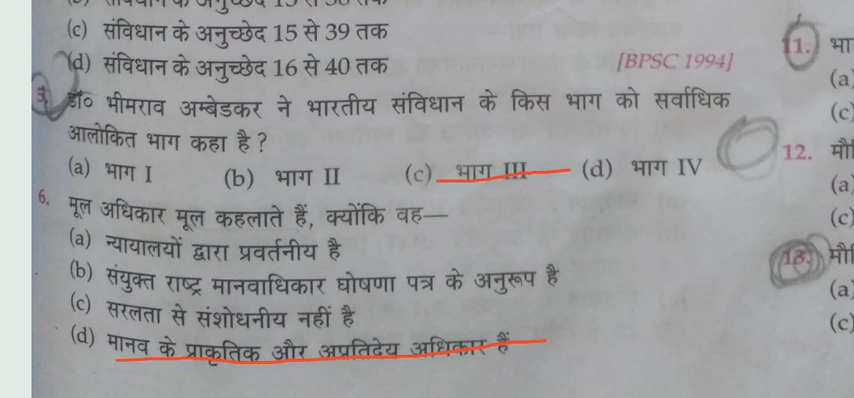 (c) संविधान के अनुच्छेद 15 से 39 तक
(d) संविधान के अनुच्छेद 16 से 40 तक [BPSC 1994]
5. डॉ० भीमराव अम्बेडकर ने भारतीय संविधान के किस भाग को सर्वाधिक
आलोकित भाग कहा है ?
(a) भाग I (b) भाग II (c) भाग III (d) भाग IV
6. मूल अधिकार मूल कहलाते हैं, क्योंकि वह—
(a) न्यायालयों द्वारा प्रवर्तनीय है
(b) संयुक्त राष्ट्र मानवाधिकार घोषणा पत्र के अनुरूप है
(c) सरलता से संशोधनीय नहीं है
(d) मानव के प्राकृतिक और अप्रतिदेय अधिकार हैं
11. भा
(a)
(c)
12. मौ
(a)
(c)
13. मौ
(a)
(c)